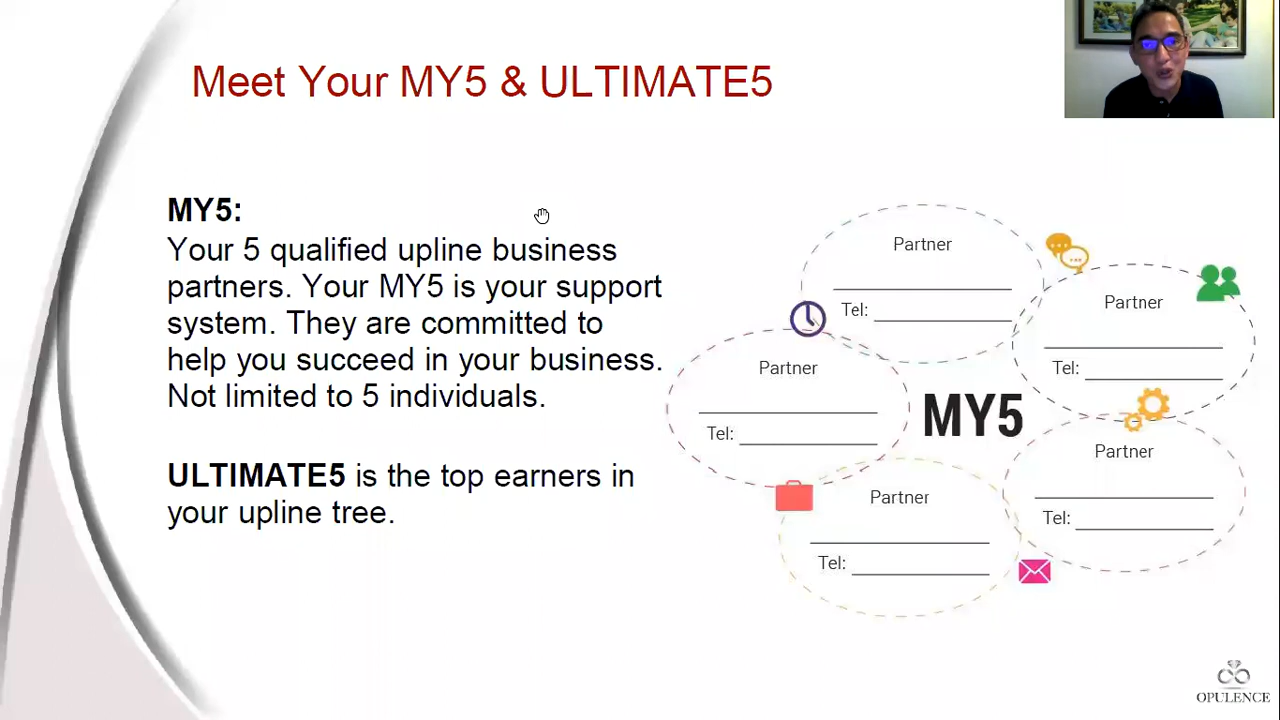 Meet Your MY5 & ULTIMATE5
MY5:
Your 5 qualified upline business
partners. Your MY5 is your support
system. They are committed to
help you succeed in your business.
Not limited to 5 individuals.
ULTIMATE5 is the top earners in
your upline tree.
Partner
Tel:
Partner
Tel:
Partner
Tel:
MY5
Partner
Tel:
Partner
Tel:
OPULENCE